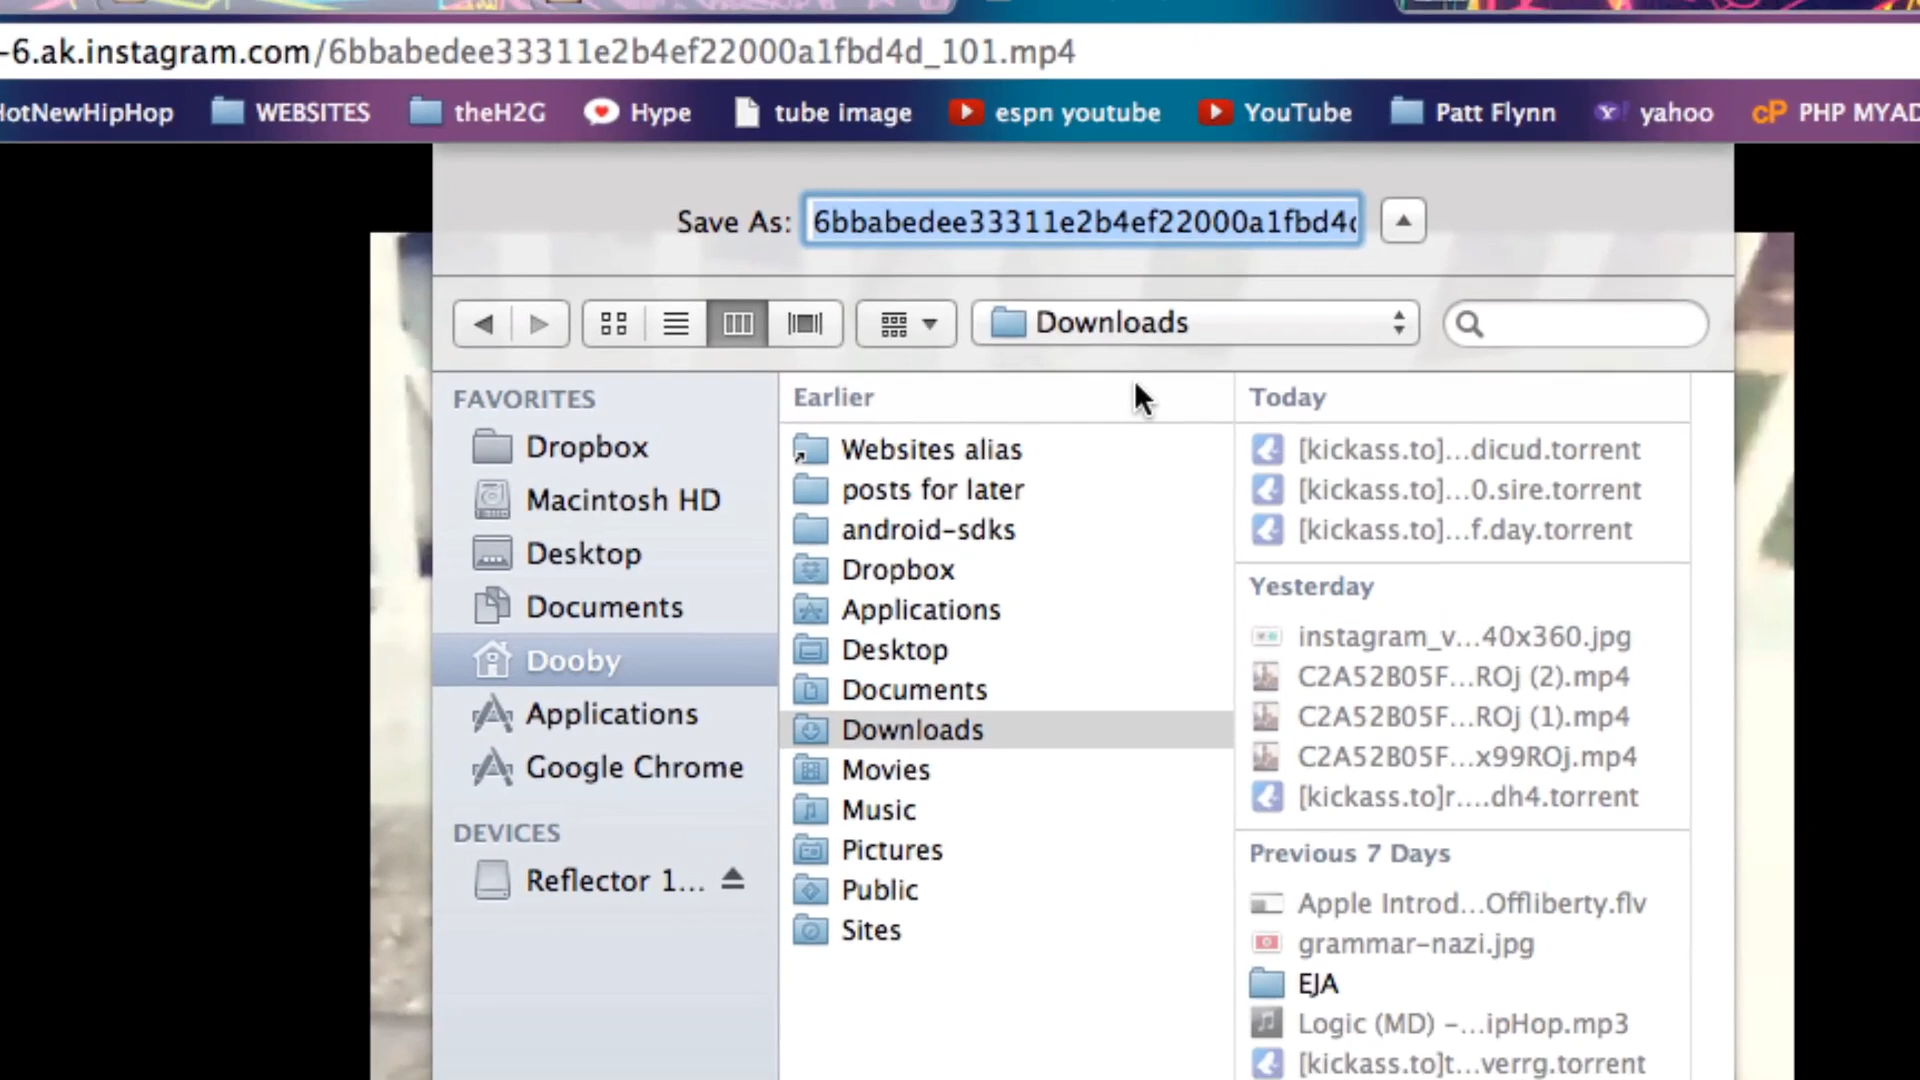 -6.ak.instagram.com/6bbabedee33311e2b4ef22000a1fbd4d_101.mp4
HotNewHipHop WEBSITES theH2G Hype tube image espn youtube YouTube Patt Flynn yahoo cP PHP MYAD
Save As: 6bbabedee33311e2b4ef22000a1fbd4d
Downloads
FAVORITES
Dropbox
Macintosh HD
Desktop
Documents
Dooby
Applications
Google Chrome
DEVICES
Reflector 1...
Earlier
Websites alias
posts for later
android-sdks
Dropbox
Applications
Desktop
Documents
Downloads
Movies
Music
Pictures
Public
Sites
Today
[kickass.to]...dicud.torrent
[kickass.to]...0.sire.torrent
[kickass.to]...f.day.torrent
Yesterday
instagram_v...40x360.jpg
C2A52B05F...ROj (2).mp4
C2A52B05F...ROj (1).mp4
C2A52B05F...x99ROj.mp4
[kickass.to]r....dh4.torrent
Previous 7 Days
Apple Introd...Offliberty.flv
grammar-nazi.jpg
EJA
Logic (MD) -...ipHop.mp3
[kickass.to]t...verrg.torrent